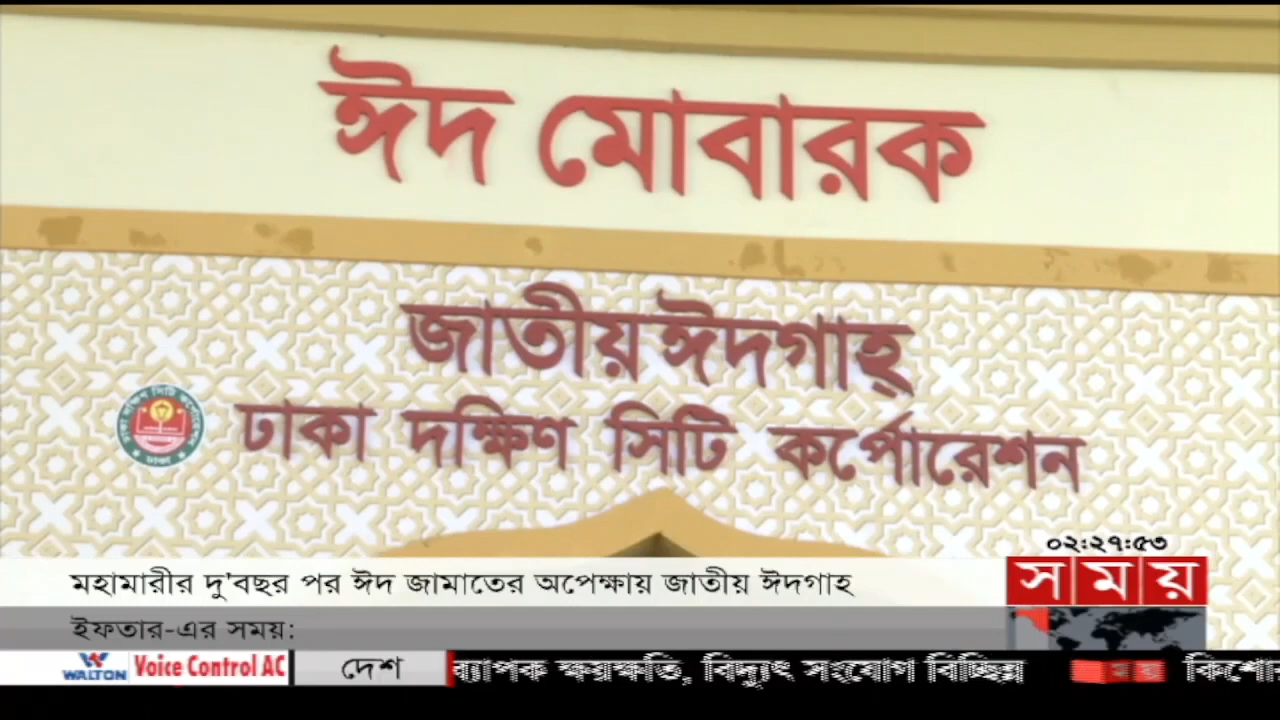 ঈদ মোবারক
জাতীয় ঈদগাহ্
ঢাকা দক্ষিণ সিটি কর্পোরেশন
ঢাকা
০২:২৭:৫৩
মহামারীর দু'বছর পর ঈদ জামাতের অপেক্ষায় জাতীয় ঈদগাহ
সময়
ইফতার-এর সময়:
WALTON Voice Control AC
দেশ
ব্যাপক ক্ষয়ক্ষতি, বিদ্যুৎ সংযোগ বিচ্ছিন্ন